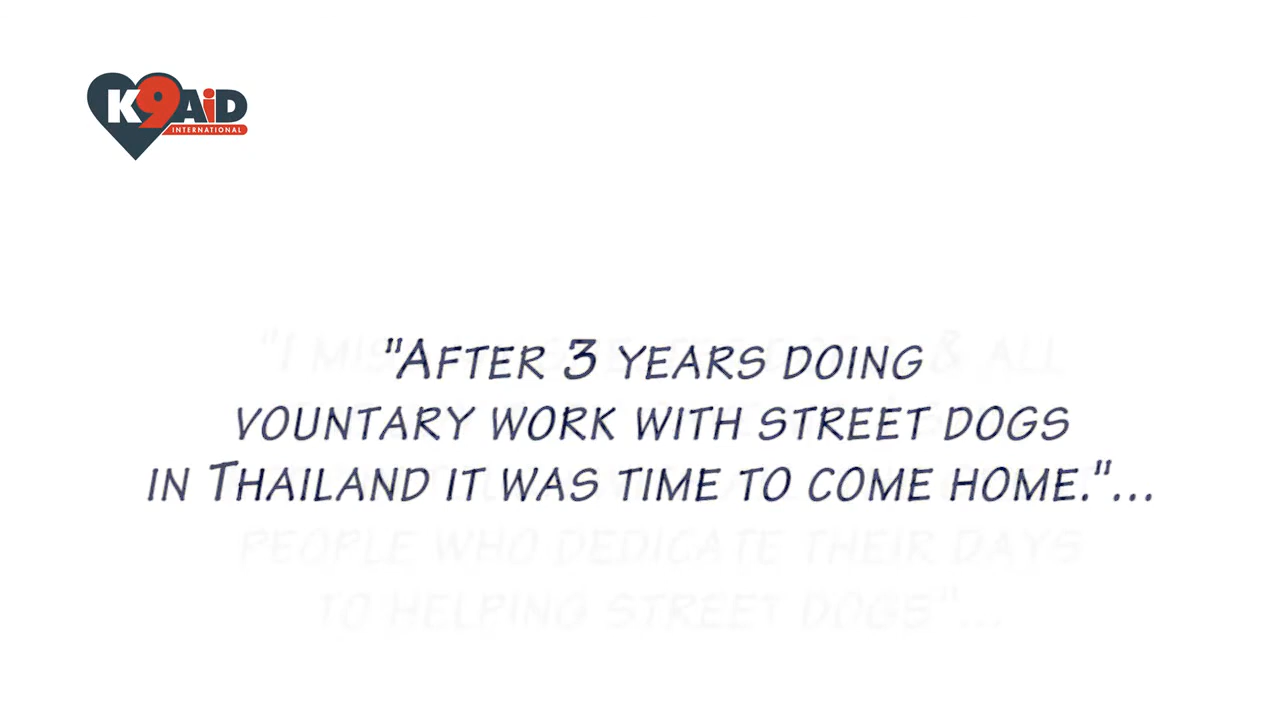 K9AiD
INTERNATIONAL
"AFTER 3 YEARS DOING
VOUNTARY WORK WITH STREET DOGS
IN THAILAND IT WAS TIME TO COME HOME."...
"I & ALL
PEOPLE WHO DEDICATE THEIR DAYS
TO HELPING STREET DOGS"...